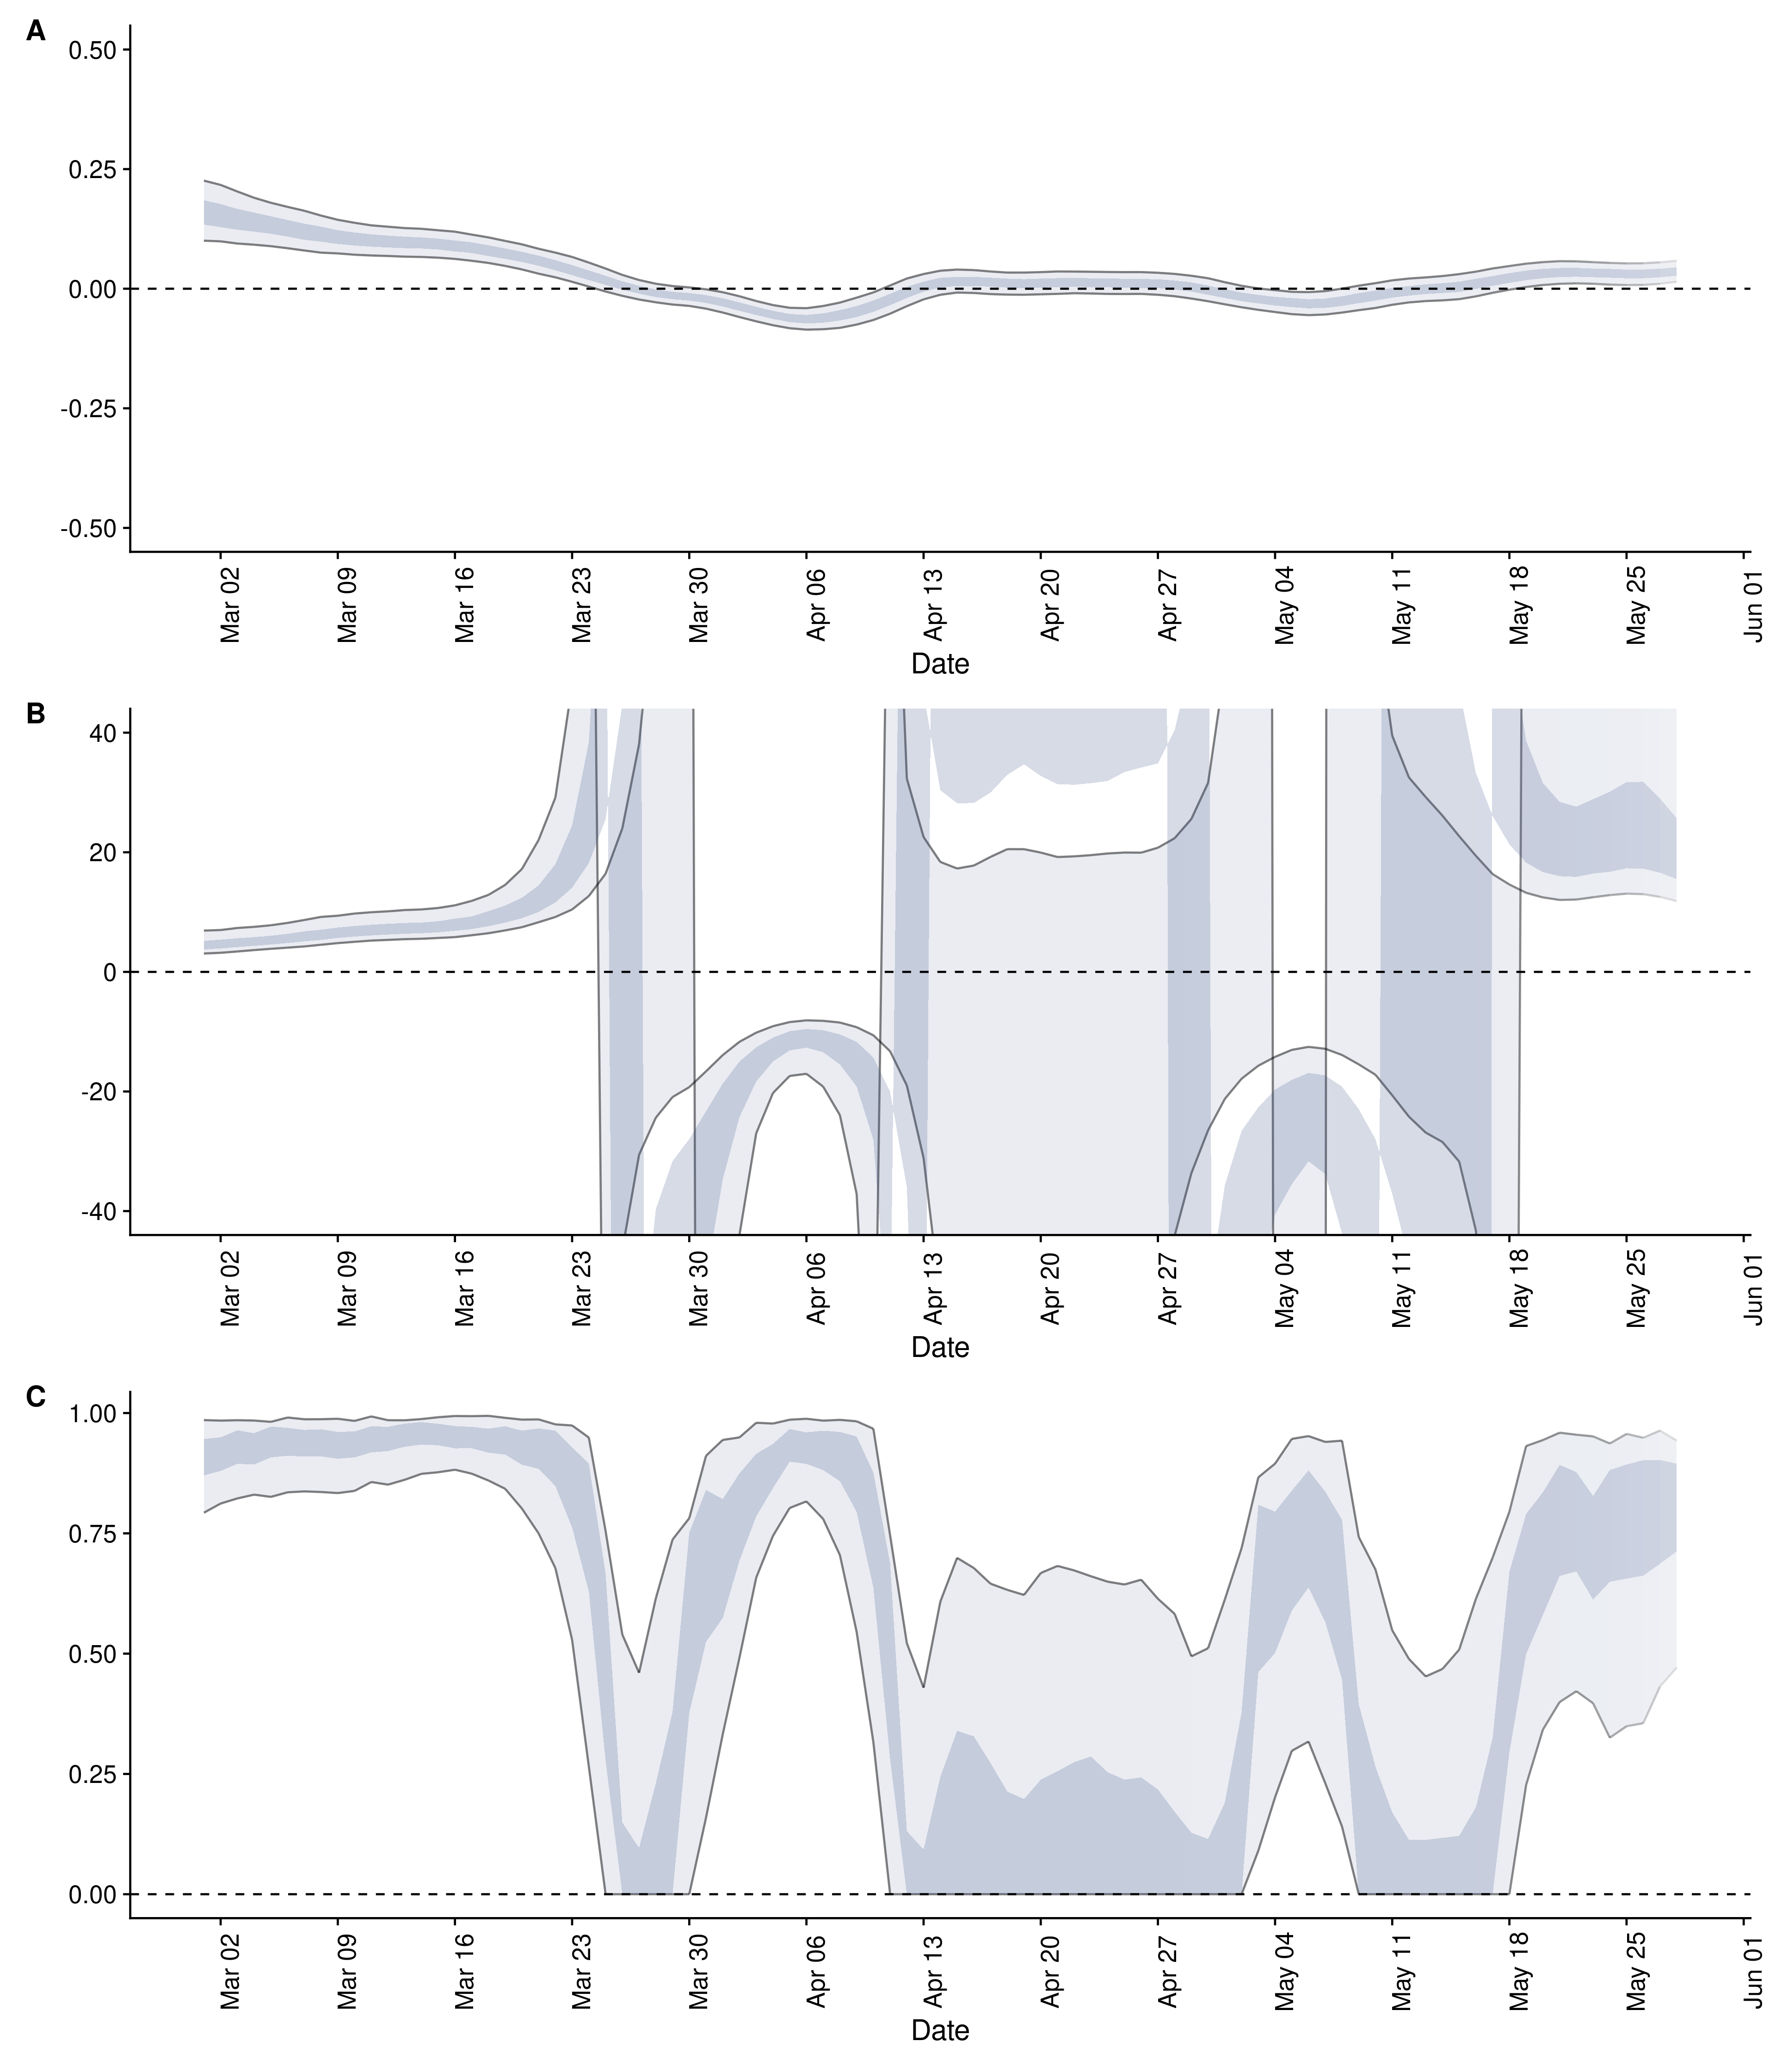 A
0.50
0.25
0.00
-0.25
-0.50
Mar 02
Mar 09
Mar 16
Mar 23
Mar 30
Apr 06
Apr 13
Apr 20
Apr 27
May 04
May 11
May 18
May 25
Jun 01
Date
B
40
20
0
-20
-40
Mar 02
Mar 09
Mar 16
Mar 23
Mar 30
Apr 06
Apr 13
Apr 20
Apr 27
May 04
May 11
May 18
May 25
Jun 01
Date
C
1.00
0.75
0.50
0.25
0.00
Mar 02
Mar 09
Mar 16
Mar 23
Mar 30
Apr 06
Apr 13
Apr 20
Apr 27
May 04
May 11
May 18
May 25
Jun 01
Date